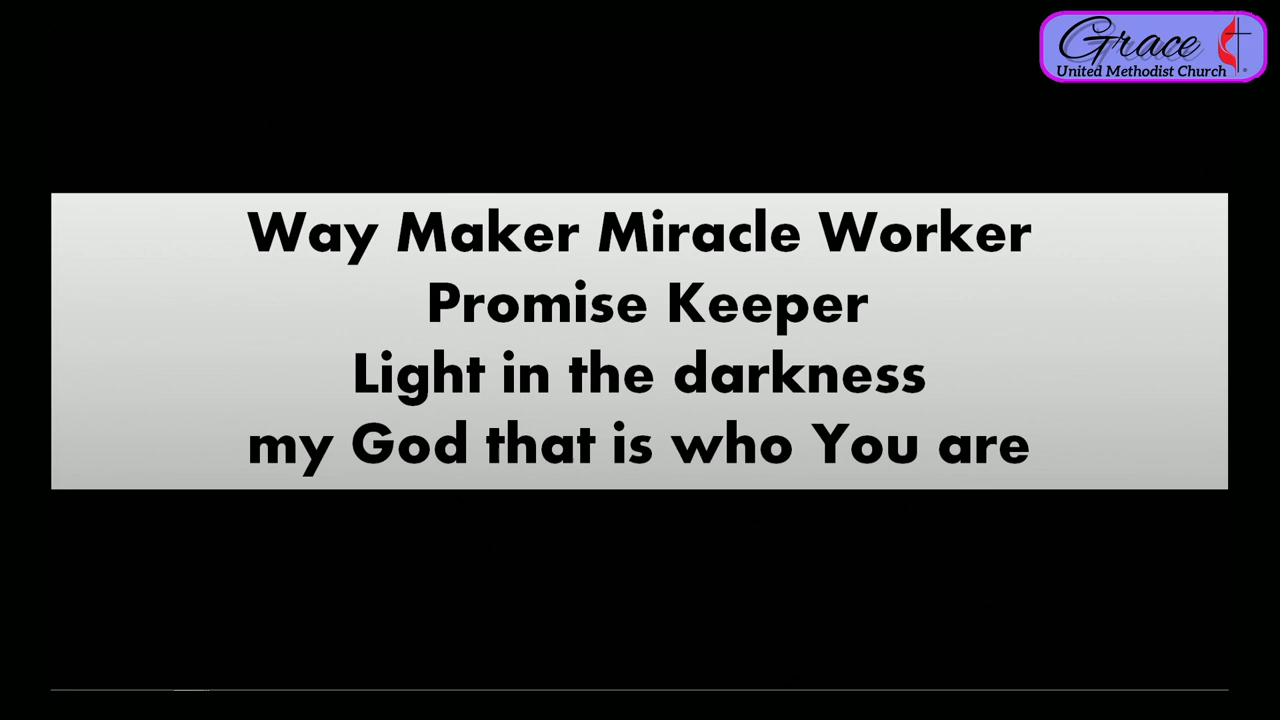 Grace
United Methodist Church
Way Maker Miracle Worker
Promise Keeper
Light in the darkness
my God that is who You are